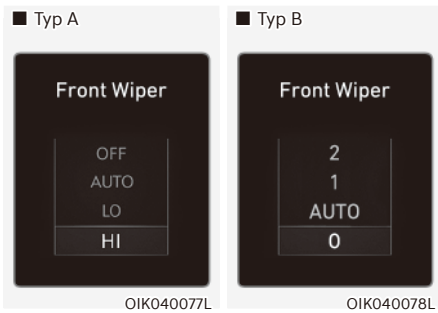 ■ Typ A
Front Wiper
OFF
AUTO
LO
HI
OIK040077L
■ Typ B
Front Wiper
2
1
AUTO
0
OIK040078L